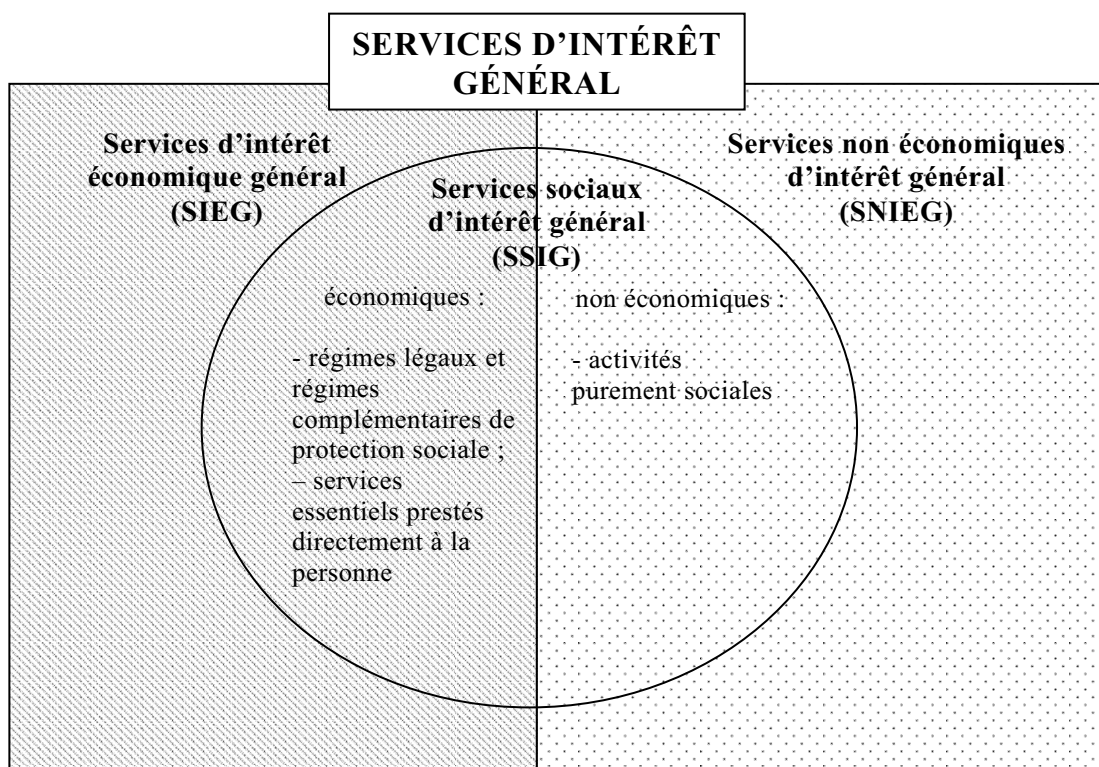 SERVICES D'INTÉRÊT
GÉNÉRAL
Services d'intérêt
économique général
(SIEG)
Services sociaux
d'intérêt général
(SSIG)
Services non économiques
d'intérêt général
(SNIEG)
économiques :
- régimes légaux et
régimes
complémentaires de
protection sociale ;
– services
essentiels prestés
directement à la
personne
non économiques :
- activités
purement sociales